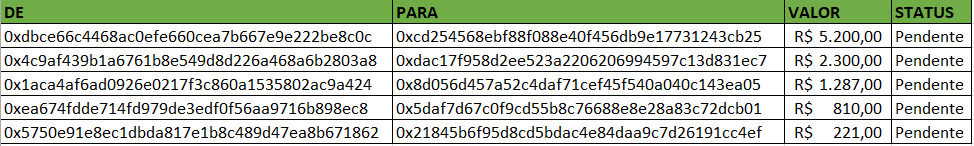 DE PARA VALOR STATUS
0xdbce66c4468ac0efe660cea7b667e9e222be8c0c 0xcd254568ebf88f088e40f456db9e17731243cb25 R$ 5.200,00 Pendente
0x4c9af439b1a6761b8e549d8d226a468a6b2803a8 0xdac17f958d2ee523a2206206994597c13d831ec7 R$ 2.300,00 Pendente
0x1aca4af6ad0926e0217f3c860a1535802ac9a424 0x8d056d457a52c4daf71cef45f540a040c143ea05 R$ 1.287,00 Pendente
0xea674fdde714fd979de3edf0f56aa9716b898ec8 0x5daf7d67c0f9cd55b8c76688e8e28a83c72dcb01 R$ 810,00 Pendente
0x5750e91e8ec1dbda817e1b8c489d47ea8b671862 0x21845b6f95d8cd5bdac4e84daa9c7d26191cc4ef R$ 221,00 Pendente